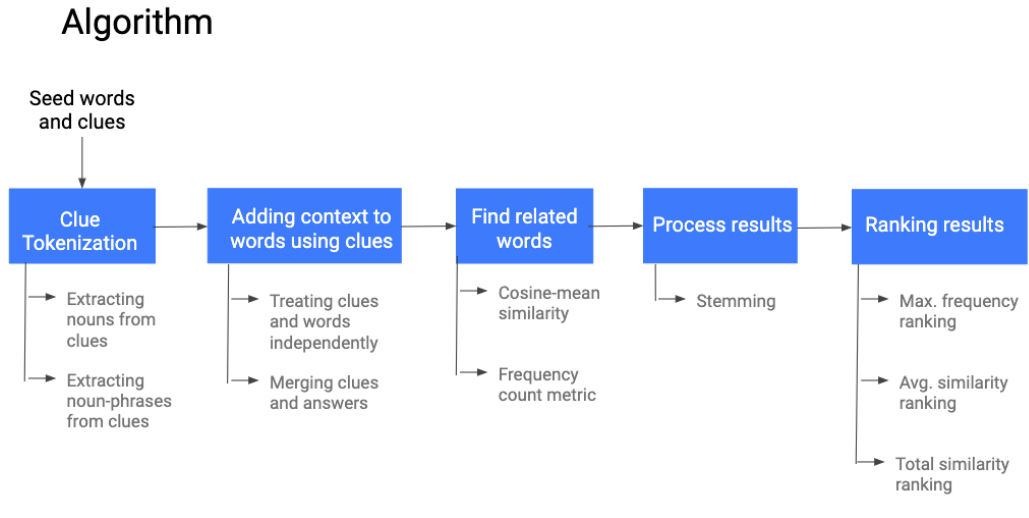 Algorithm
Seed words
and clues
Clue
Tokenization
Adding context to
words using clues
Find related
words
Process results
Ranking results
Extracting
nouns from
clues
Extracting
noun-phrases
from clues
Treating clues
and words
independently
Merging clues
and answers
Cosine-mean
similarity
Frequency
count metric
Stemming
Max. frequency
ranking
Avg. similarity
ranking
Total similarity
ranking